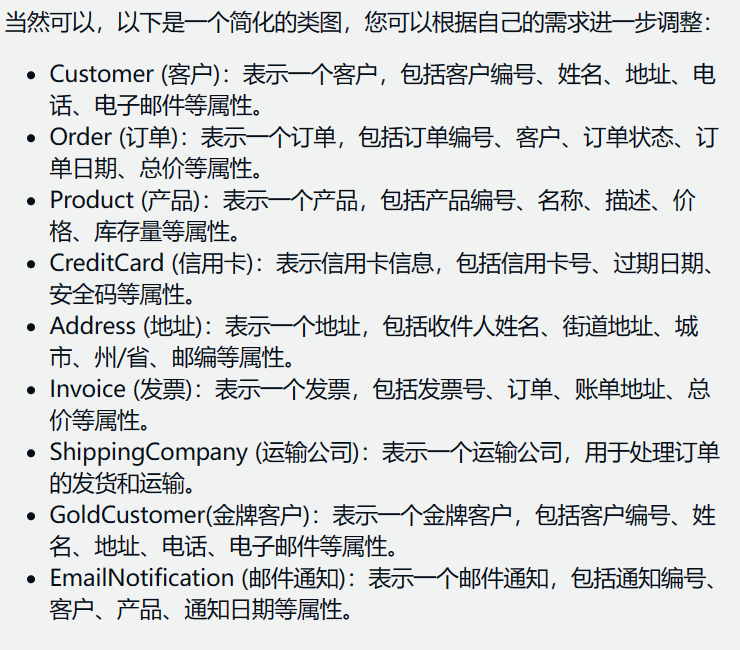 当然可以，以下是一个简化的类图，您可以根据自己的需求进一步调整：
• Customer (客户)：表示一个客户，包括客户编号、姓名、地址、电
话、电子邮件等属性。
• Order (订单)：表示一个订单，包括订单编号、客户、订单状态、订
单日期、总价等属性。
• Product (产品)：表示一个产品，包括产品编号、名称、描述、价
格、库存量等属性。
• CreditCard (信用卡)：表示信用卡信息，包括信用卡号、过期日期、
安全码等属性。
• Address (地址)：表示一个地址，包括收件人姓名、街道地址、城
市、州/省、邮编等属性。
• Invoice (发票)：表示一个发票，包括发票号、订单、账单地址、总
价等属性。
• ShippingCompany (运输公司)：表示一个运输公司，用于处理订单
的发货和运输。
• GoldCustomer(金牌客户)：表示一个金牌客户，包括客户编号、姓
名、地址、电话、电子邮件等属性。
• EmailNotification (邮件通知)：表示一个邮件通知，包括通知编号、
客户、产品、通知日期等属性。